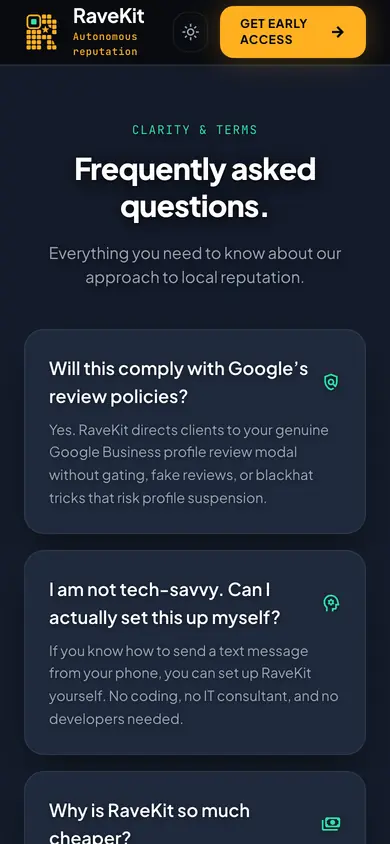 RaveKit
Autonomous
reputation
GET EARLY
ACCESS
CLARITY & TERMS
Frequently asked
questions.
Everything you need to know about our
approach to local reputation.
Will this comply with Google’s
review policies?
Yes. RaveKit directs clients to your genuine
Google Business profile review modal
without gating, fake reviews, or blackhat
tricks that risk profile suspension.
I am not tech-savvy. Can I
actually set this up myself?
If you know how to send a text message
from your phone, you can set up RaveKit
yourself. No coding, no IT consultant, and no
developers needed.
Why is RaveKit so much
cheaper?